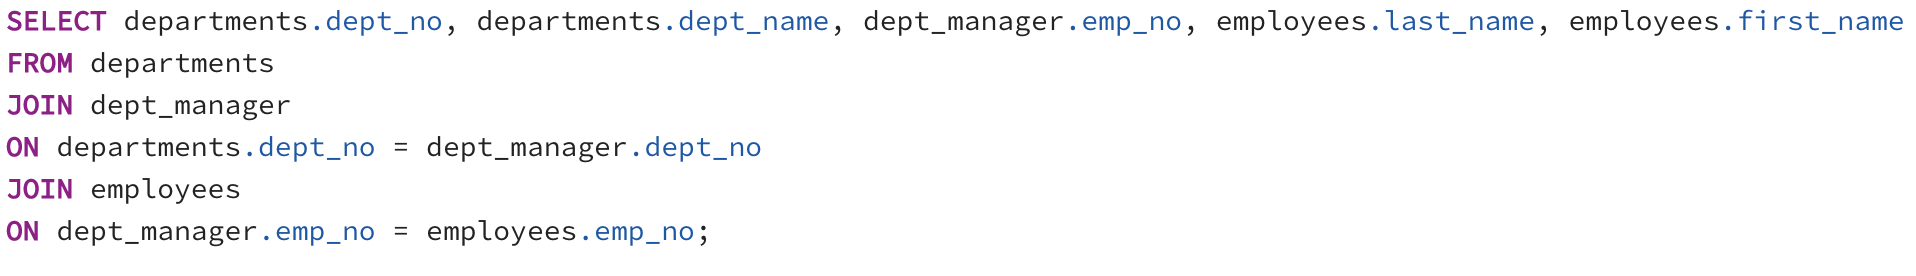 SELECT departments.dept_no, departments.dept_name, dept_manager.emp_no, employees.last_name, employees.first_name
FROM departments
JOIN dept_manager
ON departments.dept_no = dept_manager.dept_no
JOIN employees
ON dept_manager.emp_no = employees.emp_no;